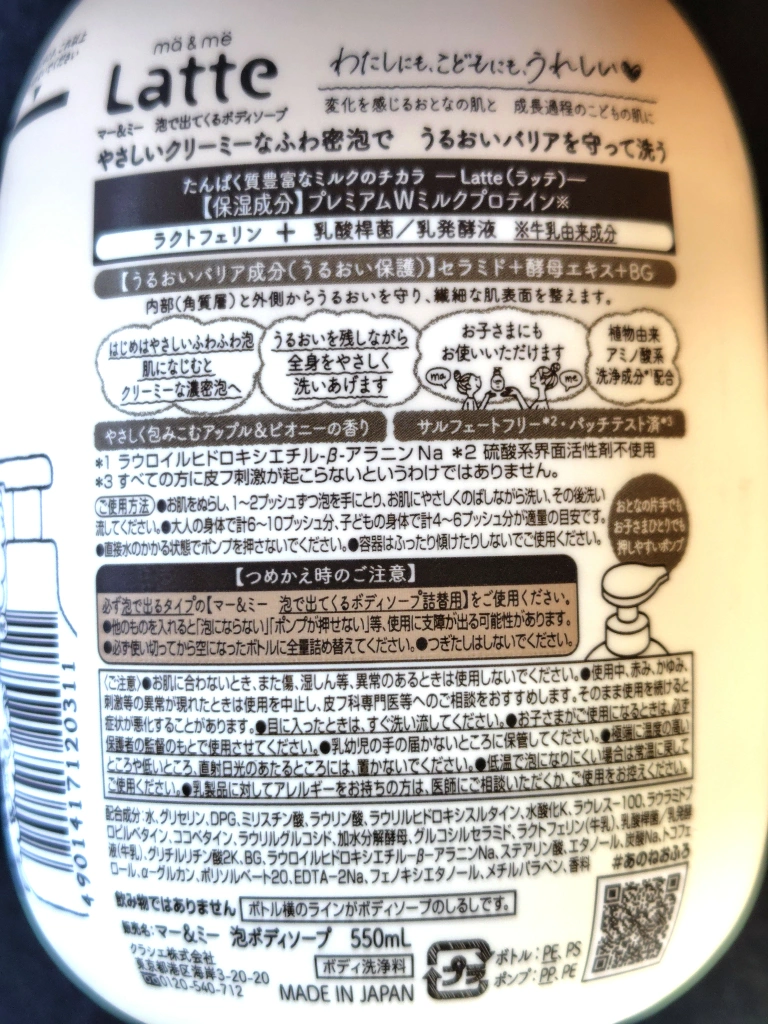 mä & më
Latte
わたしにも、こどもにも、うれしい♥
マー&ミー 泡で出てくるボディソープ
変化を感じるおとなの肌と 成長過程のこどもの肌に
やさしいクリーミーなふわ密泡で うるおいバリアを守って洗う
たんぱく質豊富なミルクのチカラ ―Latte(ラッテ)―
【保湿成分】プレミアムWミルクプロテイン※
ラクトフェリン + 乳酸桿菌/乳発酵液 ※牛乳由来成分
【うるおいバリア成分(うるおい保護)】セラミド+酵母エキス+BG
内部(角質層)と外側からうるおいを守り、繊細な肌表面を整えます。
はじめはやさしいふわふわ泡
肌になじむと
クリーミーな濃密泡へ
うるおいを残しながら
全身をやさしく
洗いあげます
お子さまにも
お使いいただけます
ma
me
植物由来
アミノ酸系
洗浄成分*1配合
やさしく包みこむアップル&ピオニーの香り
サルフェートフリー*2・パッチテスト済*3
*1 ラウロイルヒドロキシエチル-β-アラニンNa *2 硫酸系界面活性剤不使用
*3 すべての方に皮フ刺激が起こらないというわけではありません。
ご使用方法 ●お肌をぬらし、1~2プッシュずつ泡を手にとり、お肌にやさしくのばしながら洗い、その後洗い
流してください。●大人の身体で計6~10プッシュ分、子どもの身体で計4~6プッシュ分が適量の目安です。
●直接水のかかる状態でポンプを押さないでください。●容器はふったり傾けたりしないでご使用ください。
おとなの片手でも
お子さまひとりでも
押しやすいポンプ
【つめかえ時のご注意】
必ず泡で出るタイプの【マー&ミー 泡で出てくるボディソープ詰替用】をご使用ください。
●他のものを入れると「泡にならない」「ポンプが押せない」等、使用に支障が出る可能性があります。
●必ず使い切ってから空になったボトルに全量詰め替えてください。●つぎたしはしないでください。
〈ご注意〉●お肌に合わないとき、また傷、湿しん等、異常のあるときは使用しないでください。●使用中、赤み、かゆみ、
刺激等の異常が現れたときは使用を中止し、皮フ科専門医等へのご相談をおすすめします。そのまま使用を続けると
症状が悪化することがあります。●目に入ったときは、すぐ洗い流してください。●お子さまがご使用になるときは、必ず
保護者の監督のもとで使用させてください。●乳幼児の手の届かないところに保管してください。●極端に温度の高い
ところや低いところ、直射日光のあたるところには、置かないでください。●低温で泡になりにくい場合は常温に戻して
ご使用ください。●乳製品に対してアレルギーをお持ちの方は、医師にご相談いただくか、ご使用をお控えください。
配合成分:水、グリセリン、DPG、ミリスチン酸、ラウリン酸、ラウリルヒドロキシスルタイン、水酸化K、ラウレス-100、ラウラミドプ
ロピルベタイン、ココベタイン、ラウリルグルコシド、加水分解酵母、グルコシルセラミド、ラクトフェリン(牛乳)、乳酸桿菌/乳発酵
液(牛乳)、グリチルリチン酸2K、BG、ラウロイルヒドロキシエチル-β-アラニンNa、ステアリン酸、エタノール、炭酸Na、トコフェ
ロール、α-グルカン、ポリソルベート20、EDTA-2Na、フェノキシエタノール、メチルパラベン、香料
#あのねおふろ
飲み物ではありません ボトル横のラインがボディソープのしるしです。
販売名:マー&ミー 泡ボディソープ 550mL
クラシエ株式会社
東京都港区海岸3-20-20
0120-540-712
ボディ洗浄料
MADE IN JAPAN
プラ
ボトル:PE、PS
ポンプ:PP、PE
4901417120311